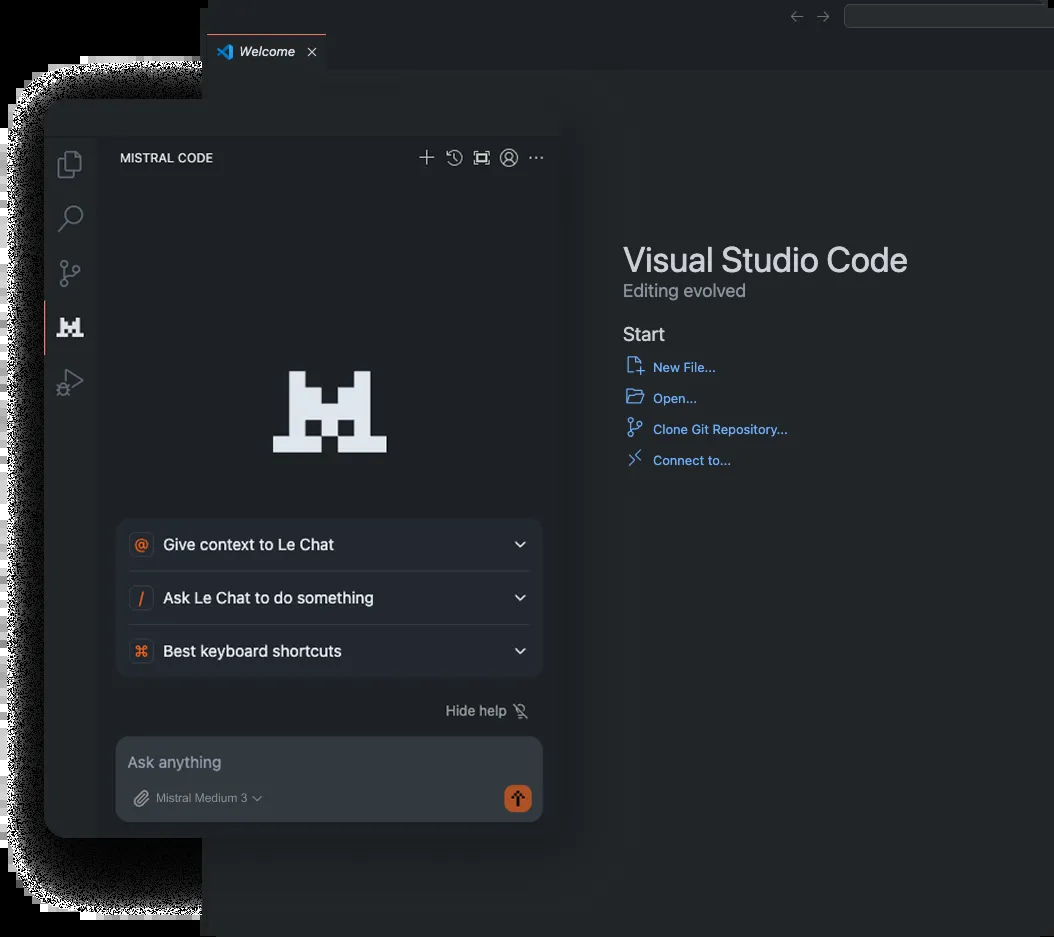 Welcome
MISTRAL CODE
Visual Studio Code
Editing evolved
Start
New File...
Open...
Clone Git Repository...
Connect to...
@ Give context to Le Chat
/ Ask Le Chat to do something
⌘ Best keyboard shortcuts
Hide help
Ask anything
Mistral Medium 3